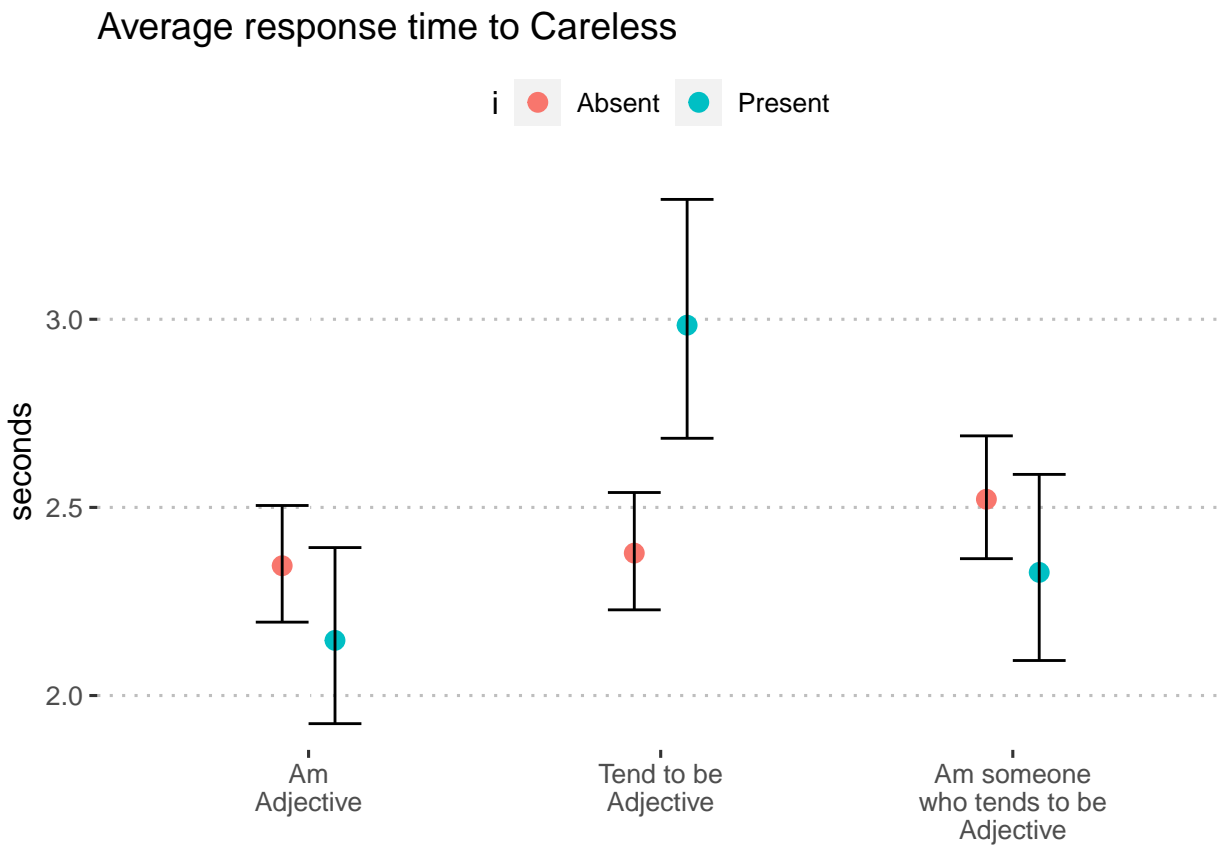 Average response time to Careless
i Absent Present
seconds
3.0
2.5
2.0
Am
Adjective
Tend to be
Adjective
Am someone
who tends to be
Adjective